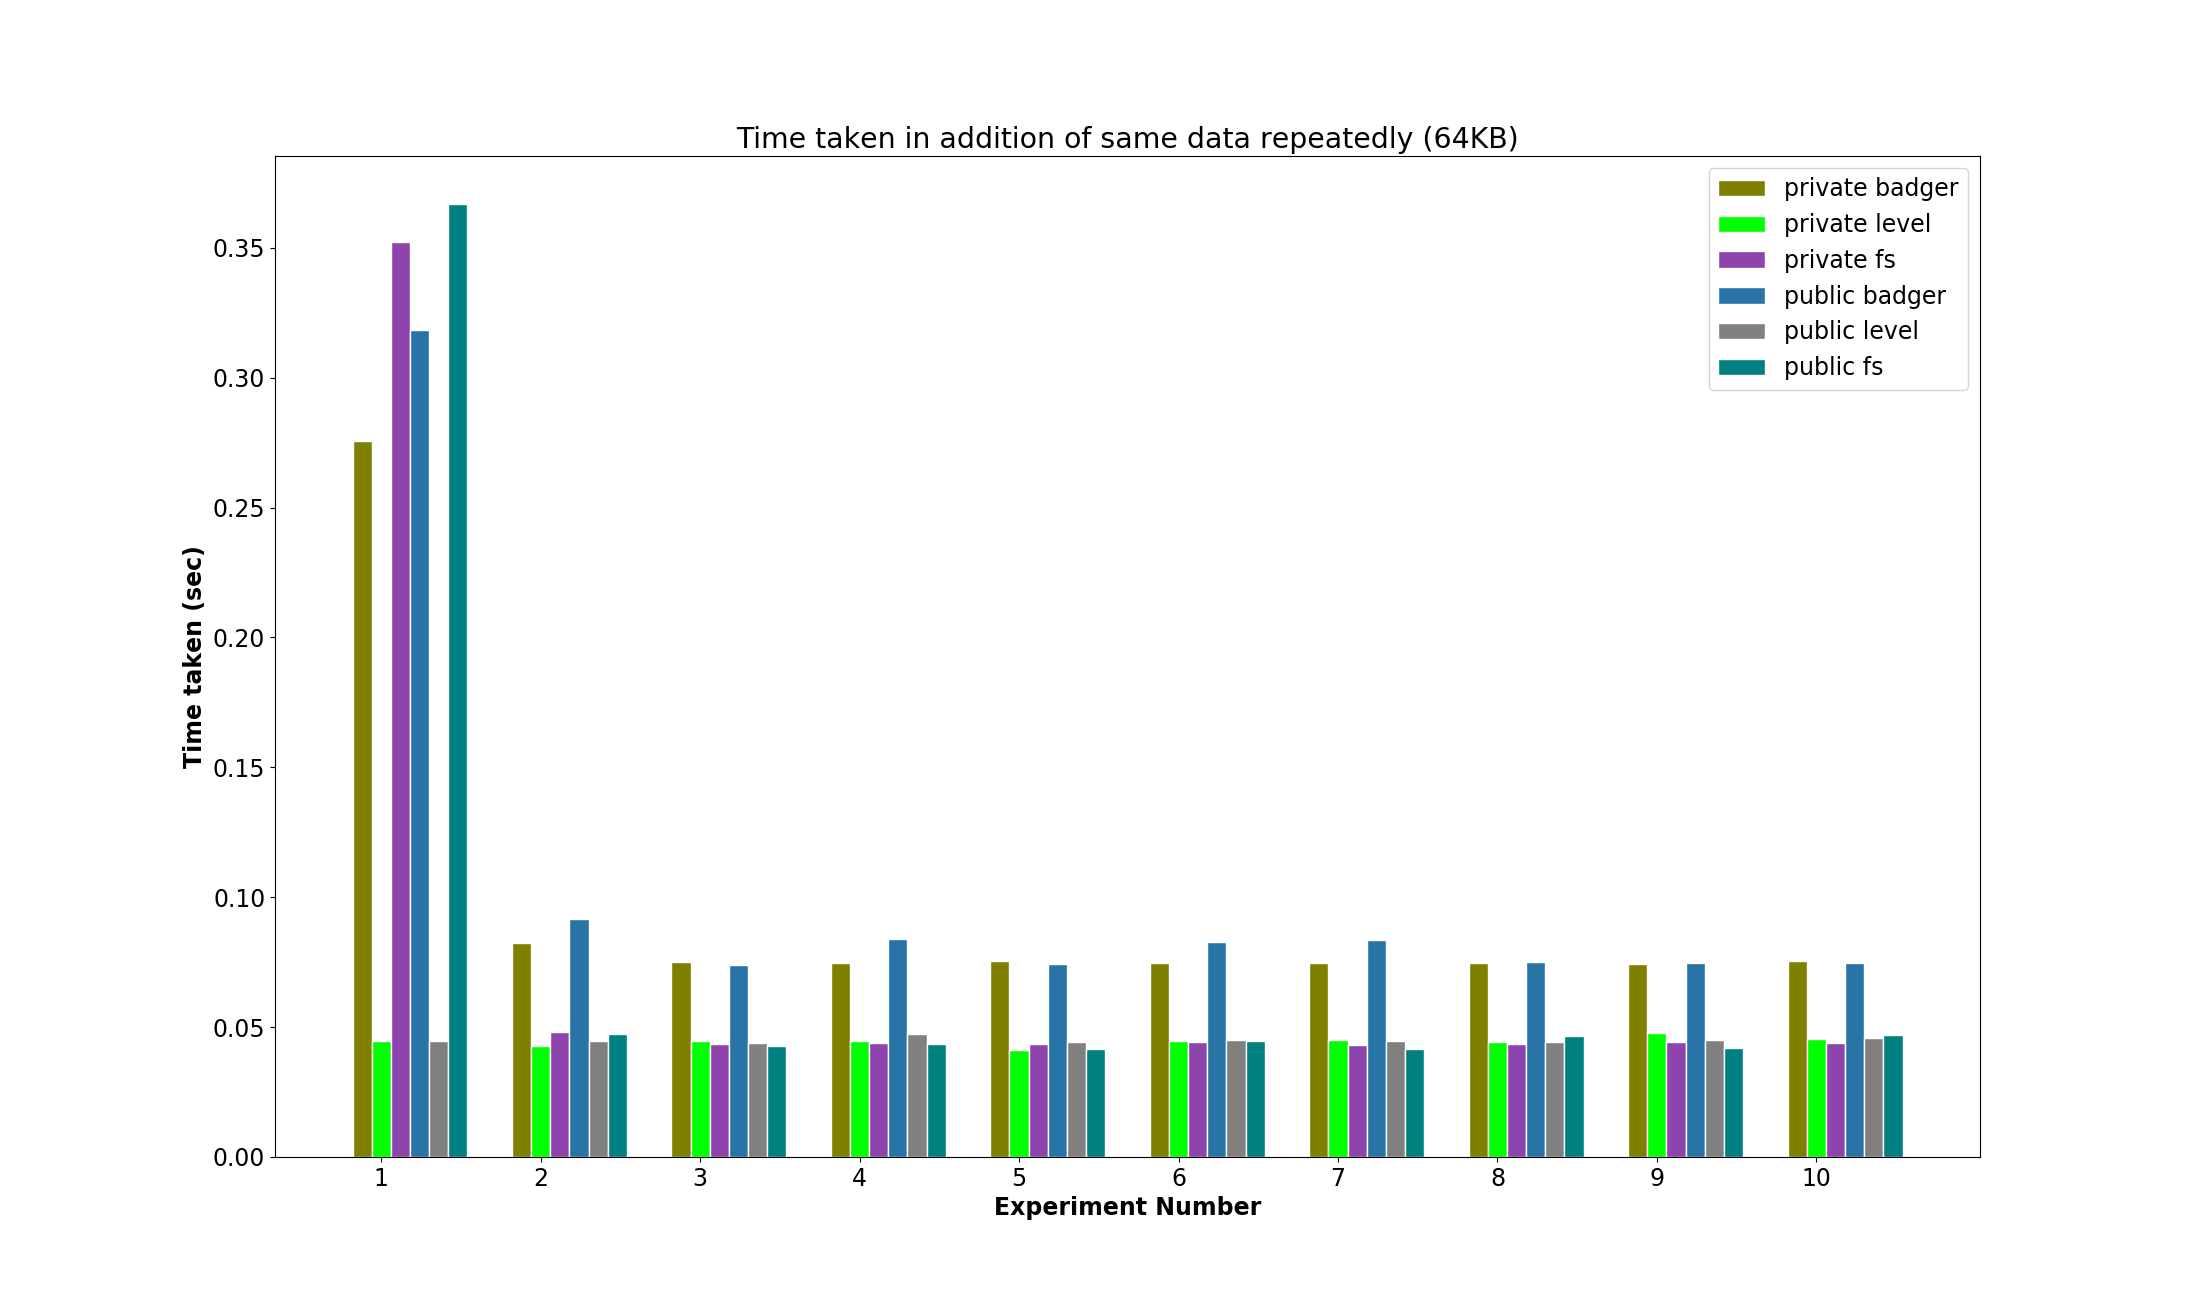 Time taken in addition of same data repeatedly (64KB)
private badger
private level
private fs
public badger
public level
public fs
0.35
0.30
0.25
0.20
0.15
0.10
0.05
0.00
Time taken (sec)
1 2 3 4 5 6 7 8 9 10
Experiment Number